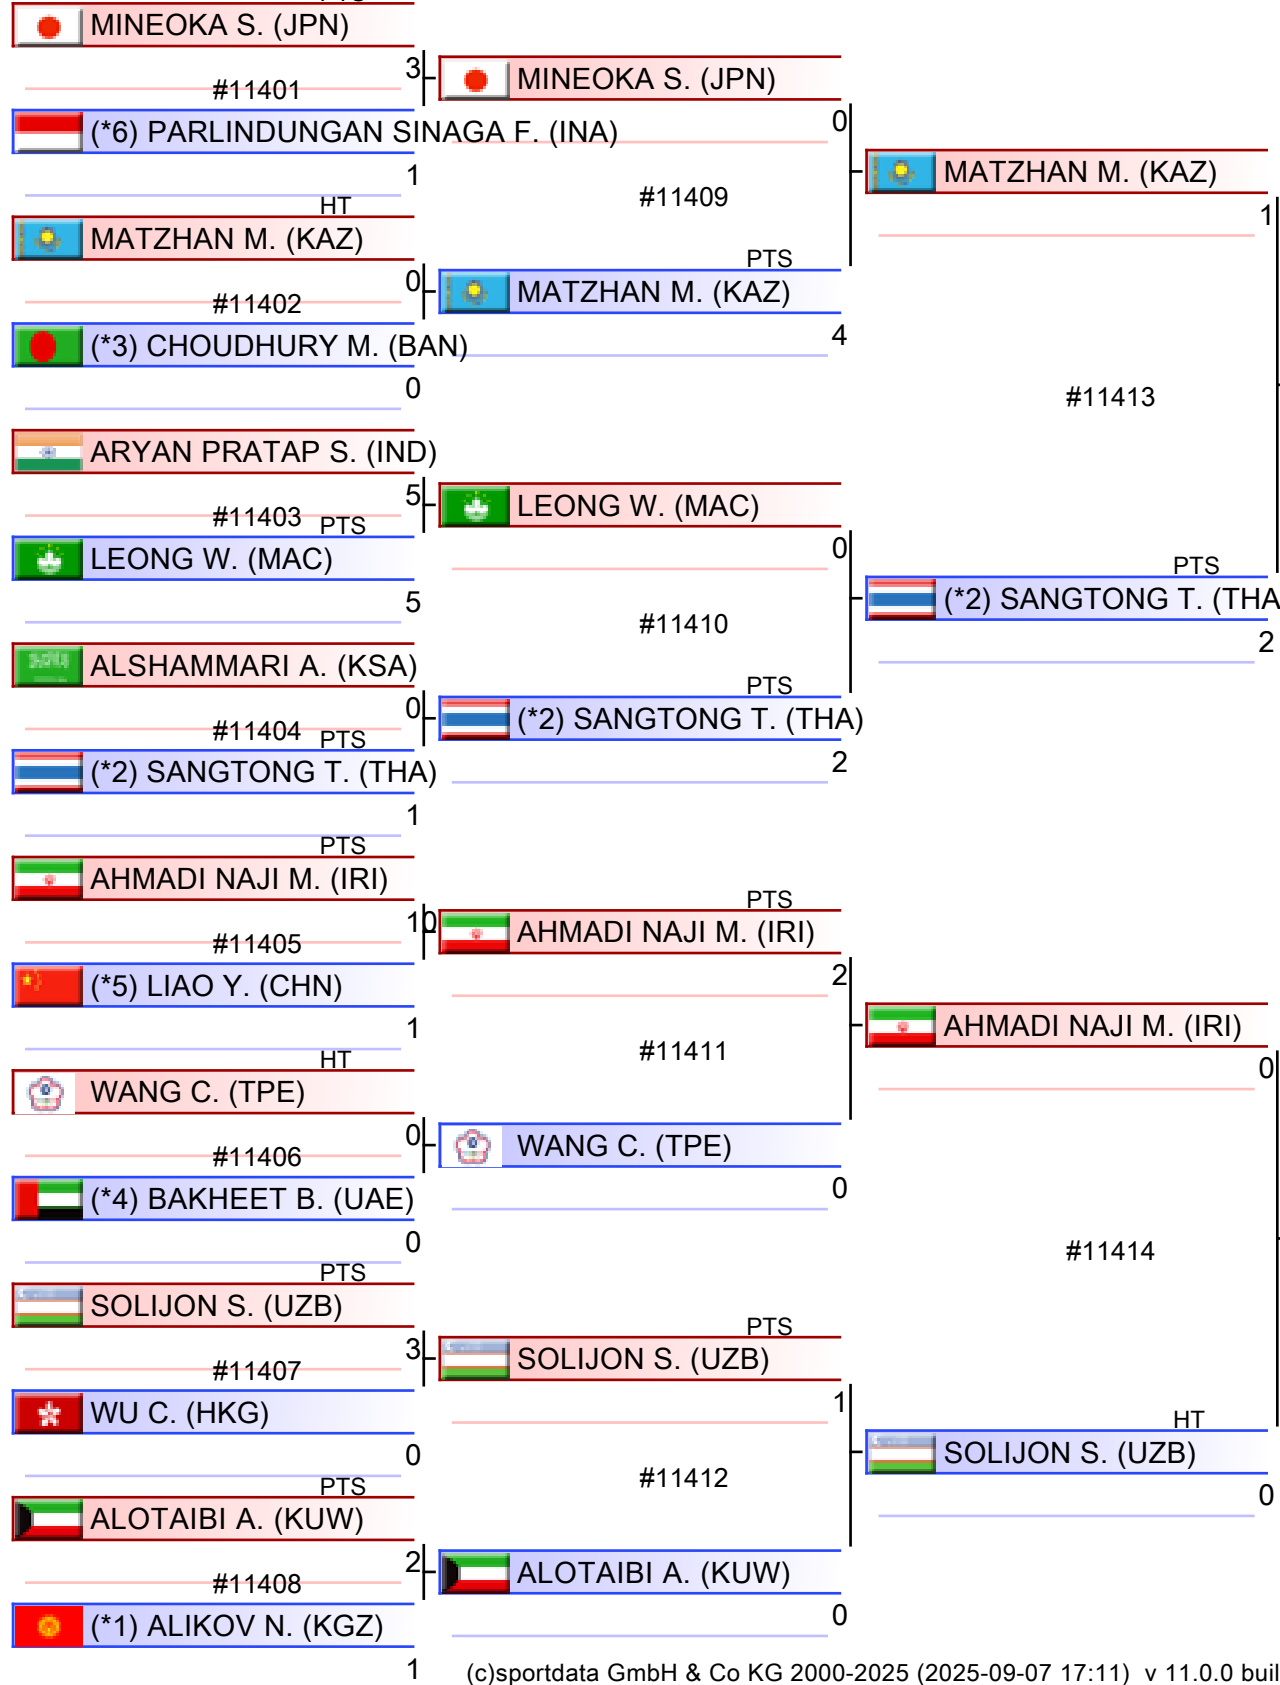 MINEOKA S. (JPN)
3
#11401
(*6) PARLINDUNGAN SINAGA F. (INA)
1
HT
MATZHAN M. (KAZ)
0
#11402
(*3) CHOUDHURY M. (BAN)
0
ARYAN PRATAP S. (IND)
5
#11403
PTS
LEONG W. (MAC)
5
ALSHAMMARI A. (KSA)
0
#11404
PTS
(*2) SANGTONG T. (THA)
1
PTS
AHMADI NAJI M. (IRI)
10
#11405
(*5) LIAO Y. (CHN)
1
HT
WANG C. (TPE)
0
#11406
(*4) BAKHEET B. (UAE)
0
PTS
SOLIJON S. (UZB)
3
#11407
WU C. (HKG)
0
PTS
ALOTAIBI A. (KUW)
2
#11408
(*1) ALIKOV N. (KGZ)
1
MINEOKA S. (JPN)
0
#11409
PTS
MATZHAN M. (KAZ)
4
LEONG W. (MAC)
0
#11410
PTS
(*2) SANGTONG T. (THA)
2
PTS
AHMADI NAJI M. (IRI)
2
#11411
WANG C. (TPE)
0
PTS
SOLIJON S. (UZB)
1
#11412
ALOTAIBI A. (KUW)
0
MATZHAN M. (KAZ)
1
#11413
PTS
(*2) SANGTONG T. (THA
2
AHMADI NAJI M. (IRI)
0
#11414
HT
SOLIJON S. (UZB)
0
(c)sportdata GmbH & Co KG 2000-2025 (2025-09-07 17:11) v 11.0.0 buil